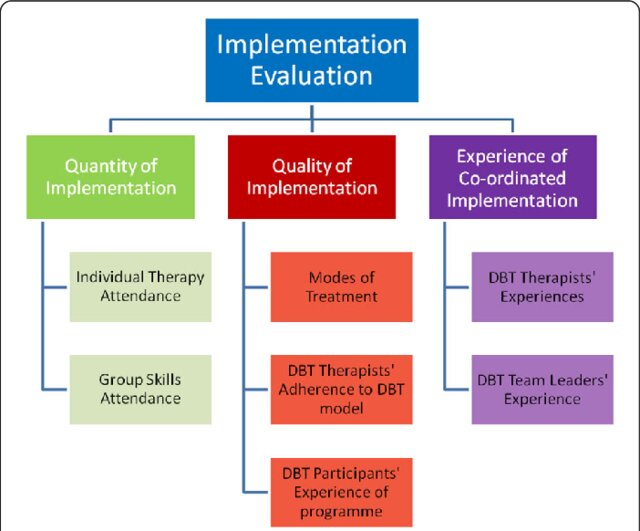 Implementation
Evaluation
Quantity of
Implementation
Individual Therapy
Attendance
Group Skills
Attendance
Quality of
Implementation
Modes of
Treatment
DBT Therapists'
Adherence to DBT
model
DBT Participants'
Experience of
programme
Experience of
Co-ordinated
Implementation
DBT Therapists'
Experiences
DBT Team Leaders'
Experience